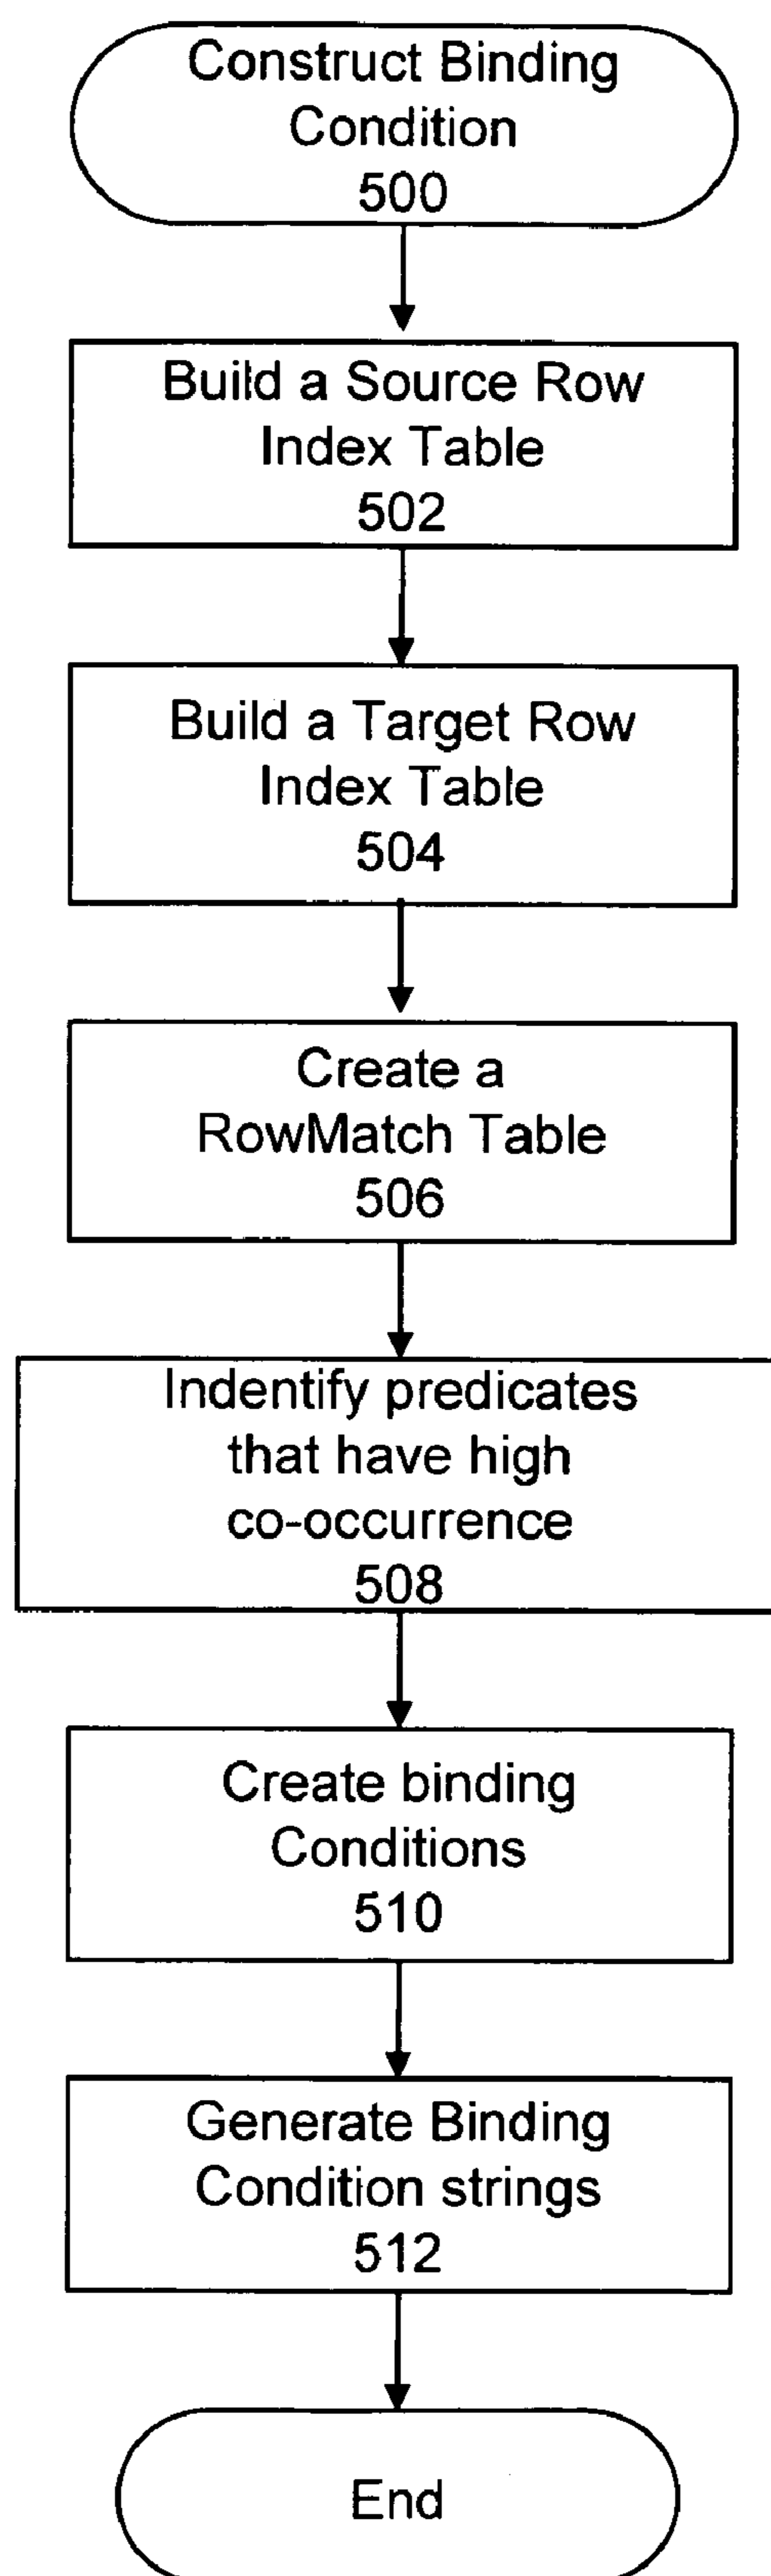 Construct Binding
Condition
500
Build a Source Row
Index Table
502
Build a Target Row
Index Table
504
Create a
RowMatch Table
506
Indentify predicates
that have high
co-occurrence
508
Create binding
Conditions
510
Generate Binding
Condition strings
512
End